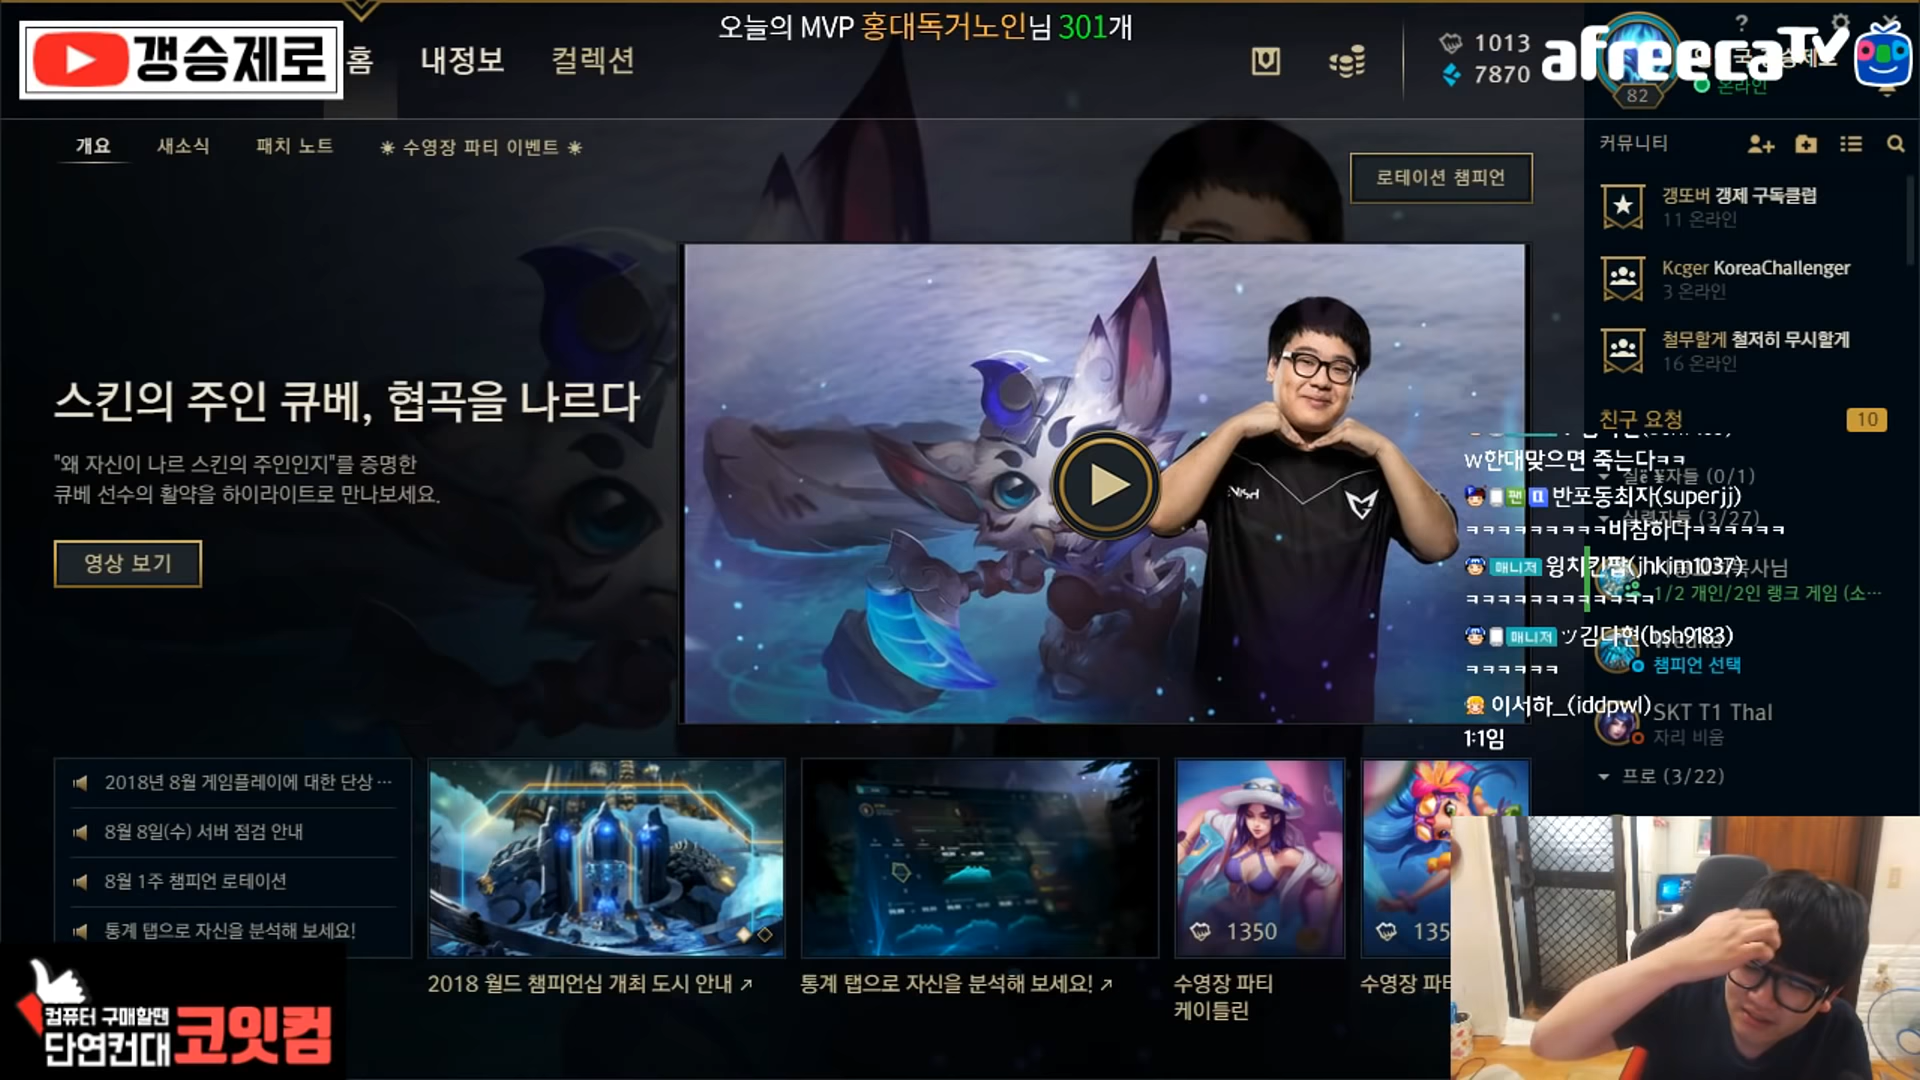 갱승제로
홈
내정보
컬렉션
오늘의 MVP 홍대독거노인님 301개
1013
7870
afreecaTV
82
온라인
개요
새소식
패치 노트
☀ 수영장 파티 이벤트 ☀
로테이션 챔피언
커뮤니티
갱또버 갱제 구독클럽
11 온라인
Kcger KoreaChallenger
3 온라인
철무할게 철저히 무시할게
16 온라인
친구 요청
10
스킨의 주인 큐베, 협곡을 나르다
"왜 자신이 나르 스킨의 주인인지"를 증명한
큐베 선수의 활약을 하이라이트로 만나보세요.
영상 보기
w한대맞으면 죽는다ㅋㅋ
(0/1)
팬 반포동최자(superjj)
(3/27)
ㅋㅋㅋㅋㅋㅋㅋㅋㅋ비참하다ㅋㅋㅋㅋㅋㅋ
매니저 윙치킨팝(jhkim1037)
1/2 개인/2인 랭크 게임 (소…
ㅋㅋㅋㅋㅋㅋㅋㅋㅋㅋㅋㅋ
매니저 ツ김다현(bsh9183)
챔피언 선택
ㅋㅋㅋㅋㅋㅋ
이서하_(iddpwl)
SKT T1 Thal
자리 비움
1:1임
프로 (3/22)
2018년 8월 게임플레이에 대한 단상 …
8월 8일(수) 서버 점검 안내
8월 1주 챔피언 로테이션
통계 탭으로 자신을 분석해 보세요!
1350
135
2018 월드 챔피언십 개최 도시 안내 ↗
통계 탭으로 자신을 분석해 보세요! ↗
수영장 파티
케이틀린
수영장 파티
컴퓨터 구매할땐
단연컨대 코잇컴